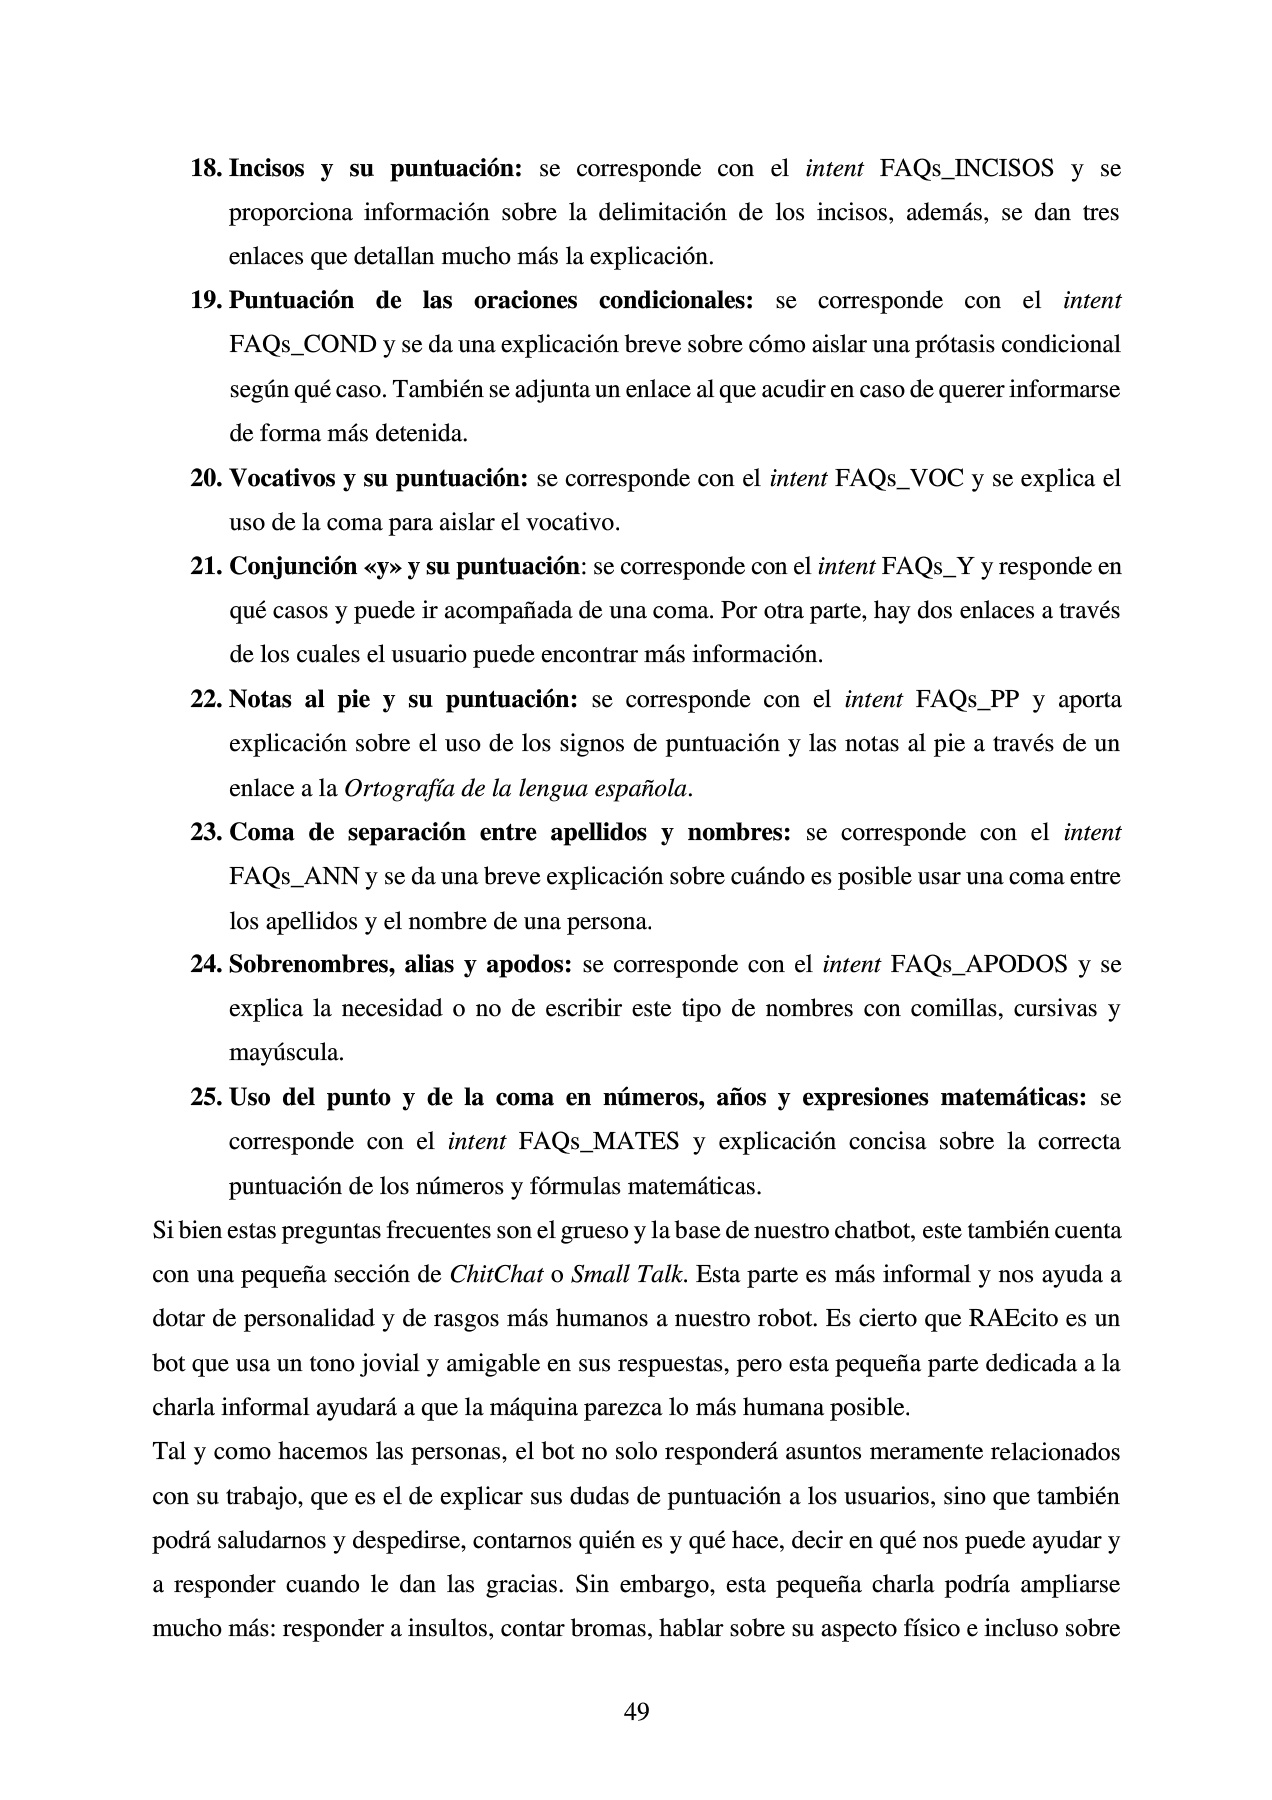 18. Incisos y su puntuación: se corresponde con el intent FAQs_INCISOS y se
proporciona información sobre la delimitación de los incisos, además, se dan tres
enlaces que detallan mucho más la explicación.
19. Puntuación de las oraciones condicionales: se corresponde con el intent
FAQs_COND y se da una explicación breve sobre cómo aislar una prótasis condicional
según qué caso. También se adjunta un enlace al que acudir en caso de querer informarse
de forma más detenida.
20. Vocativos y su puntuación: se corresponde con el intent FAQs_VOC y se explica el
uso de la coma para aislar el vocativo.
21. Conjunción «y» y su puntuación: se corresponde con el intent FAQs_Y y responde en
qué casos y puede ir acompañada de una coma. Por otra parte, hay dos enlaces a través
de los cuales el usuario puede encontrar más información.
22. Notas al pie y su puntuación: se corresponde con el intent FAQs_PP y aporta
explicación sobre el uso de los signos de puntuación y las notas al pie a través de un
enlace a la Ortografía de la lengua española.
23. Coma de separación entre apellidos y nombres: se corresponde con el intent
FAQs_ANN y se da una breve explicación sobre cuándo es posible usar una coma entre
los apellidos y el nombre de una persona.
24. Sobrenombres, alias y apodos: se corresponde con el intent FAQs_APODOS y se
explica la necesidad o no de escribir este tipo de nombres con comillas, cursivas y
mayúscula.
25. Uso del punto y de la coma en números, años y expresiones matemáticas: se
corresponde con el intent FAQs_MATES y explicación concisa sobre la correcta
puntuación de los números y fórmulas matemáticas.
Si bien estas preguntas frecuentes son el grueso y la base de nuestro chatbot, este también cuenta
con una pequeña sección de ChitChat o Small Talk. Esta parte es más informal y nos ayuda a
dotar de personalidad y de rasgos más humanos a nuestro robot. Es cierto que RAEcito es un
bot que usa un tono jovial y amigable en sus respuestas, pero esta pequeña parte dedicada a la
charla informal ayudará a que la máquina parezca lo más humana posible.
Tal y como hacemos las personas, el bot no solo responderá asuntos meramente relacionados
con su trabajo, que es el de explicar sus dudas de puntuación a los usuarios, sino que también
podrá saludarnos y despedirse, contarnos quién es y qué hace, decir en qué nos puede ayudar y
a responder cuando le dan las gracias. Sin embargo, esta pequeña charla podría ampliarse
mucho más: responder a insultos, contar bromas, hablar sobre su aspecto físico e incluso sobre
49